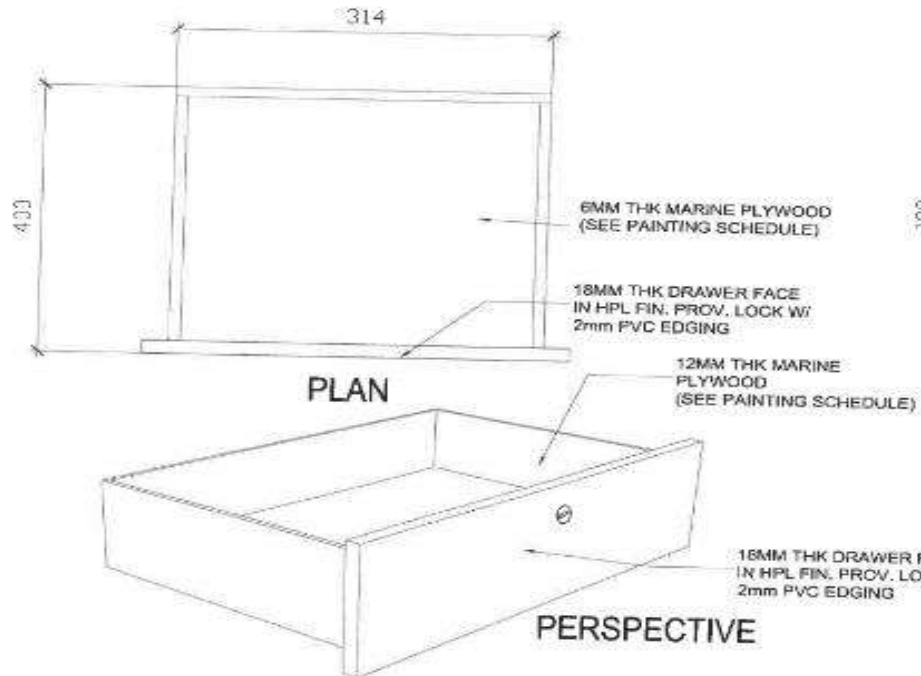 314
400
6MM THK MARINE PLYWOOD
(SEE PAINTING SCHEDULE)
18MM THK DRAWER FACE
IN HPL FIN. PROV. LOCK W/
2mm PVC EDGING
PLAN
12MM THK MARINE
PLYWOOD
(SEE PAINTING SCHEDULE)
18MM THK DRAWER
IN HPL FIN. PROV.
2mm PVC EDGING
PERSPECTIVE